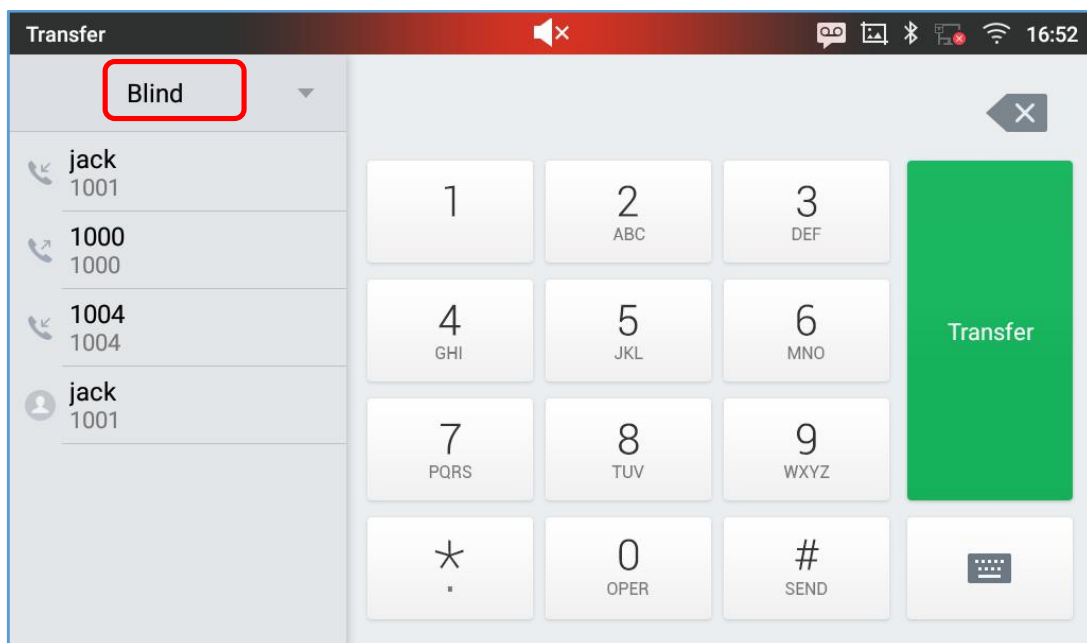 Transfer
16:52
Blind
jack
1001
1000
1000
1004
1004
jack
1001
1
2
ABC
3
DEF
4
GHI
5
JKL
6
MNO
Transfer
7
PQRS
8
TUV
9
WXYZ
*
.
0
OPER
#
SEND